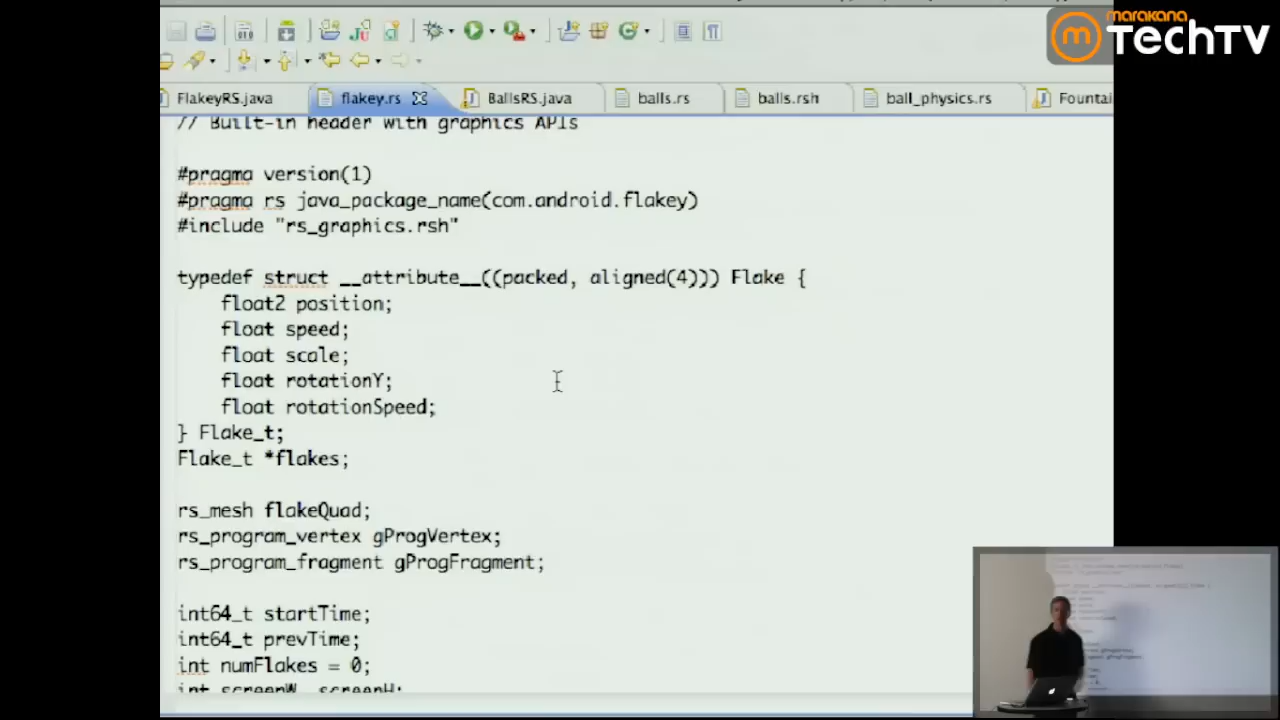 marakana
TechTV
FlakeyRS.java
flakey.rs
BallsRS.java
balls.rs
balls.rsh
ball_physics.rs
Fountai
// Built-in header with graphics APIs
#pragma version(1)
#pragma rs java_package_name(com.android.flakey)
#include "rs_graphics.rsh"
typedef struct __attribute__((packed, aligned(4))) Flake {
float2 position;
float speed;
float scale;
float rotationY;
float rotationSpeed;
} Flake_t;
Flake_t *flakes;
rs_mesh flakeQuad;
rs_program_vertex gProgVertex;
rs_program_fragment gProgFragment;
int64_t startTime;
int64_t prevTime;
int numFlakes = 0;
int screenW, screenH;